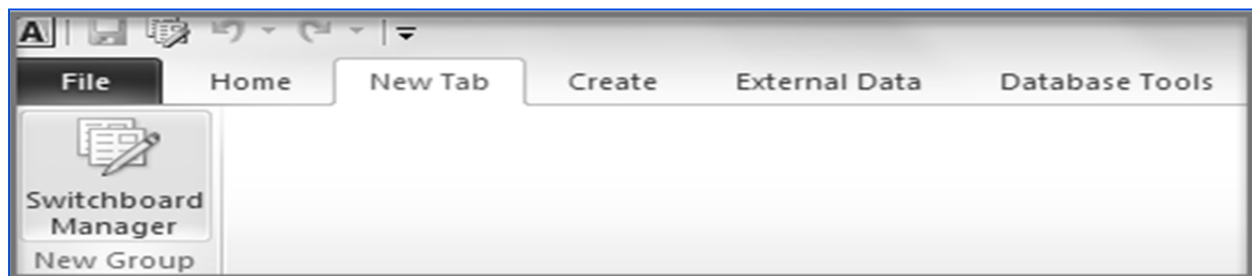 A
File Home New Tab Create External Data Database Tools
Switchboard
Manager
New Group